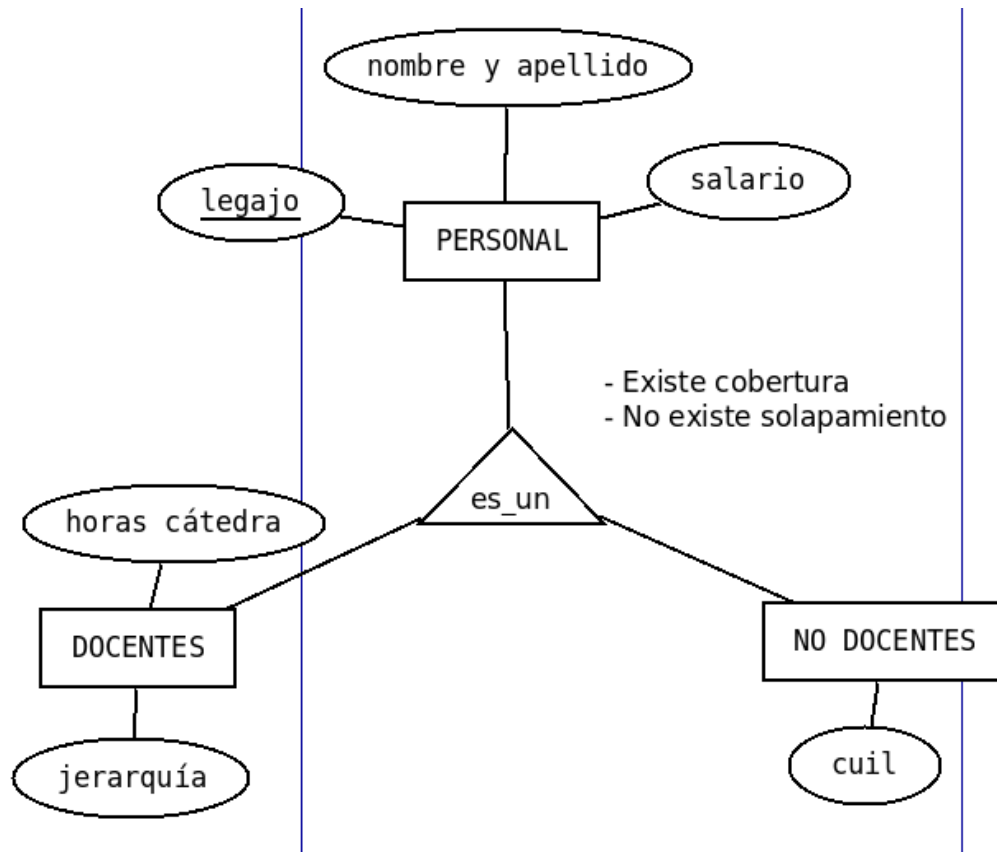 nombre y apellido
legajo
salario
PERSONAL
- Existe cobertura
- No existe solapamiento
es_un
horas cátedra
DOCENTES
NO DOCENTES
jerarquía
cuil